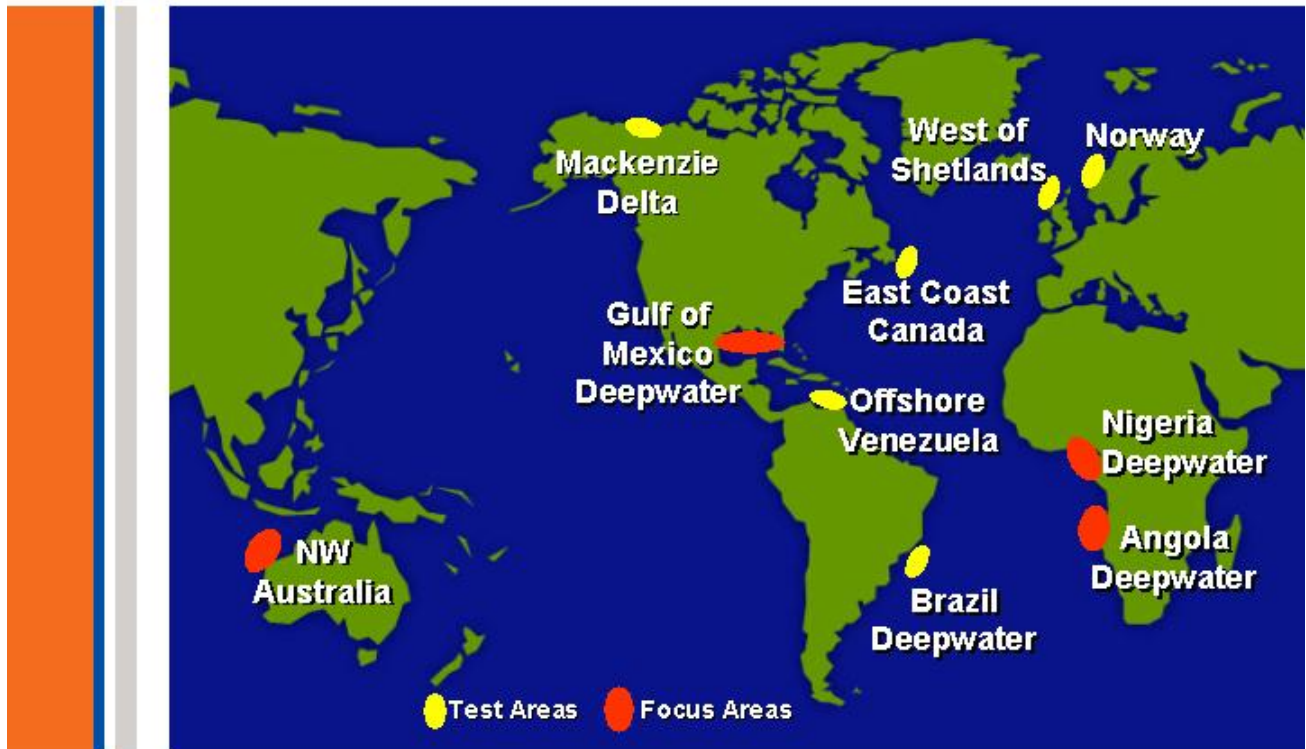 West of
Shetlands
Norway
Mackenzie
Delta
East Coast
Canada
Gulf of
Mexico
Deepwater
Offshore
Venezuela
Nigeria
Deepwater
NW
Australia
Angola
Deepwater
Brazil
Deepwater
Test Areas
Focus Areas